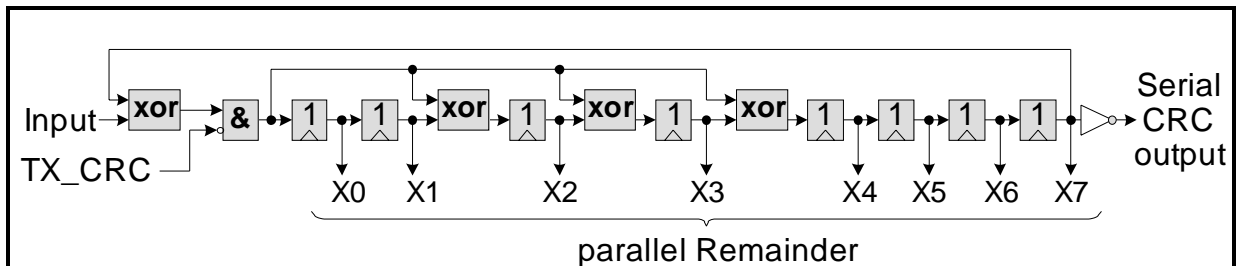 Input
TX_CRC
xor
&
1
1
xor
1
xor
1
xor
1
1
1
1
Serial
CRC
output
X0
X1
X2
X3
X4
X5
X6
X7
parallel Remainder